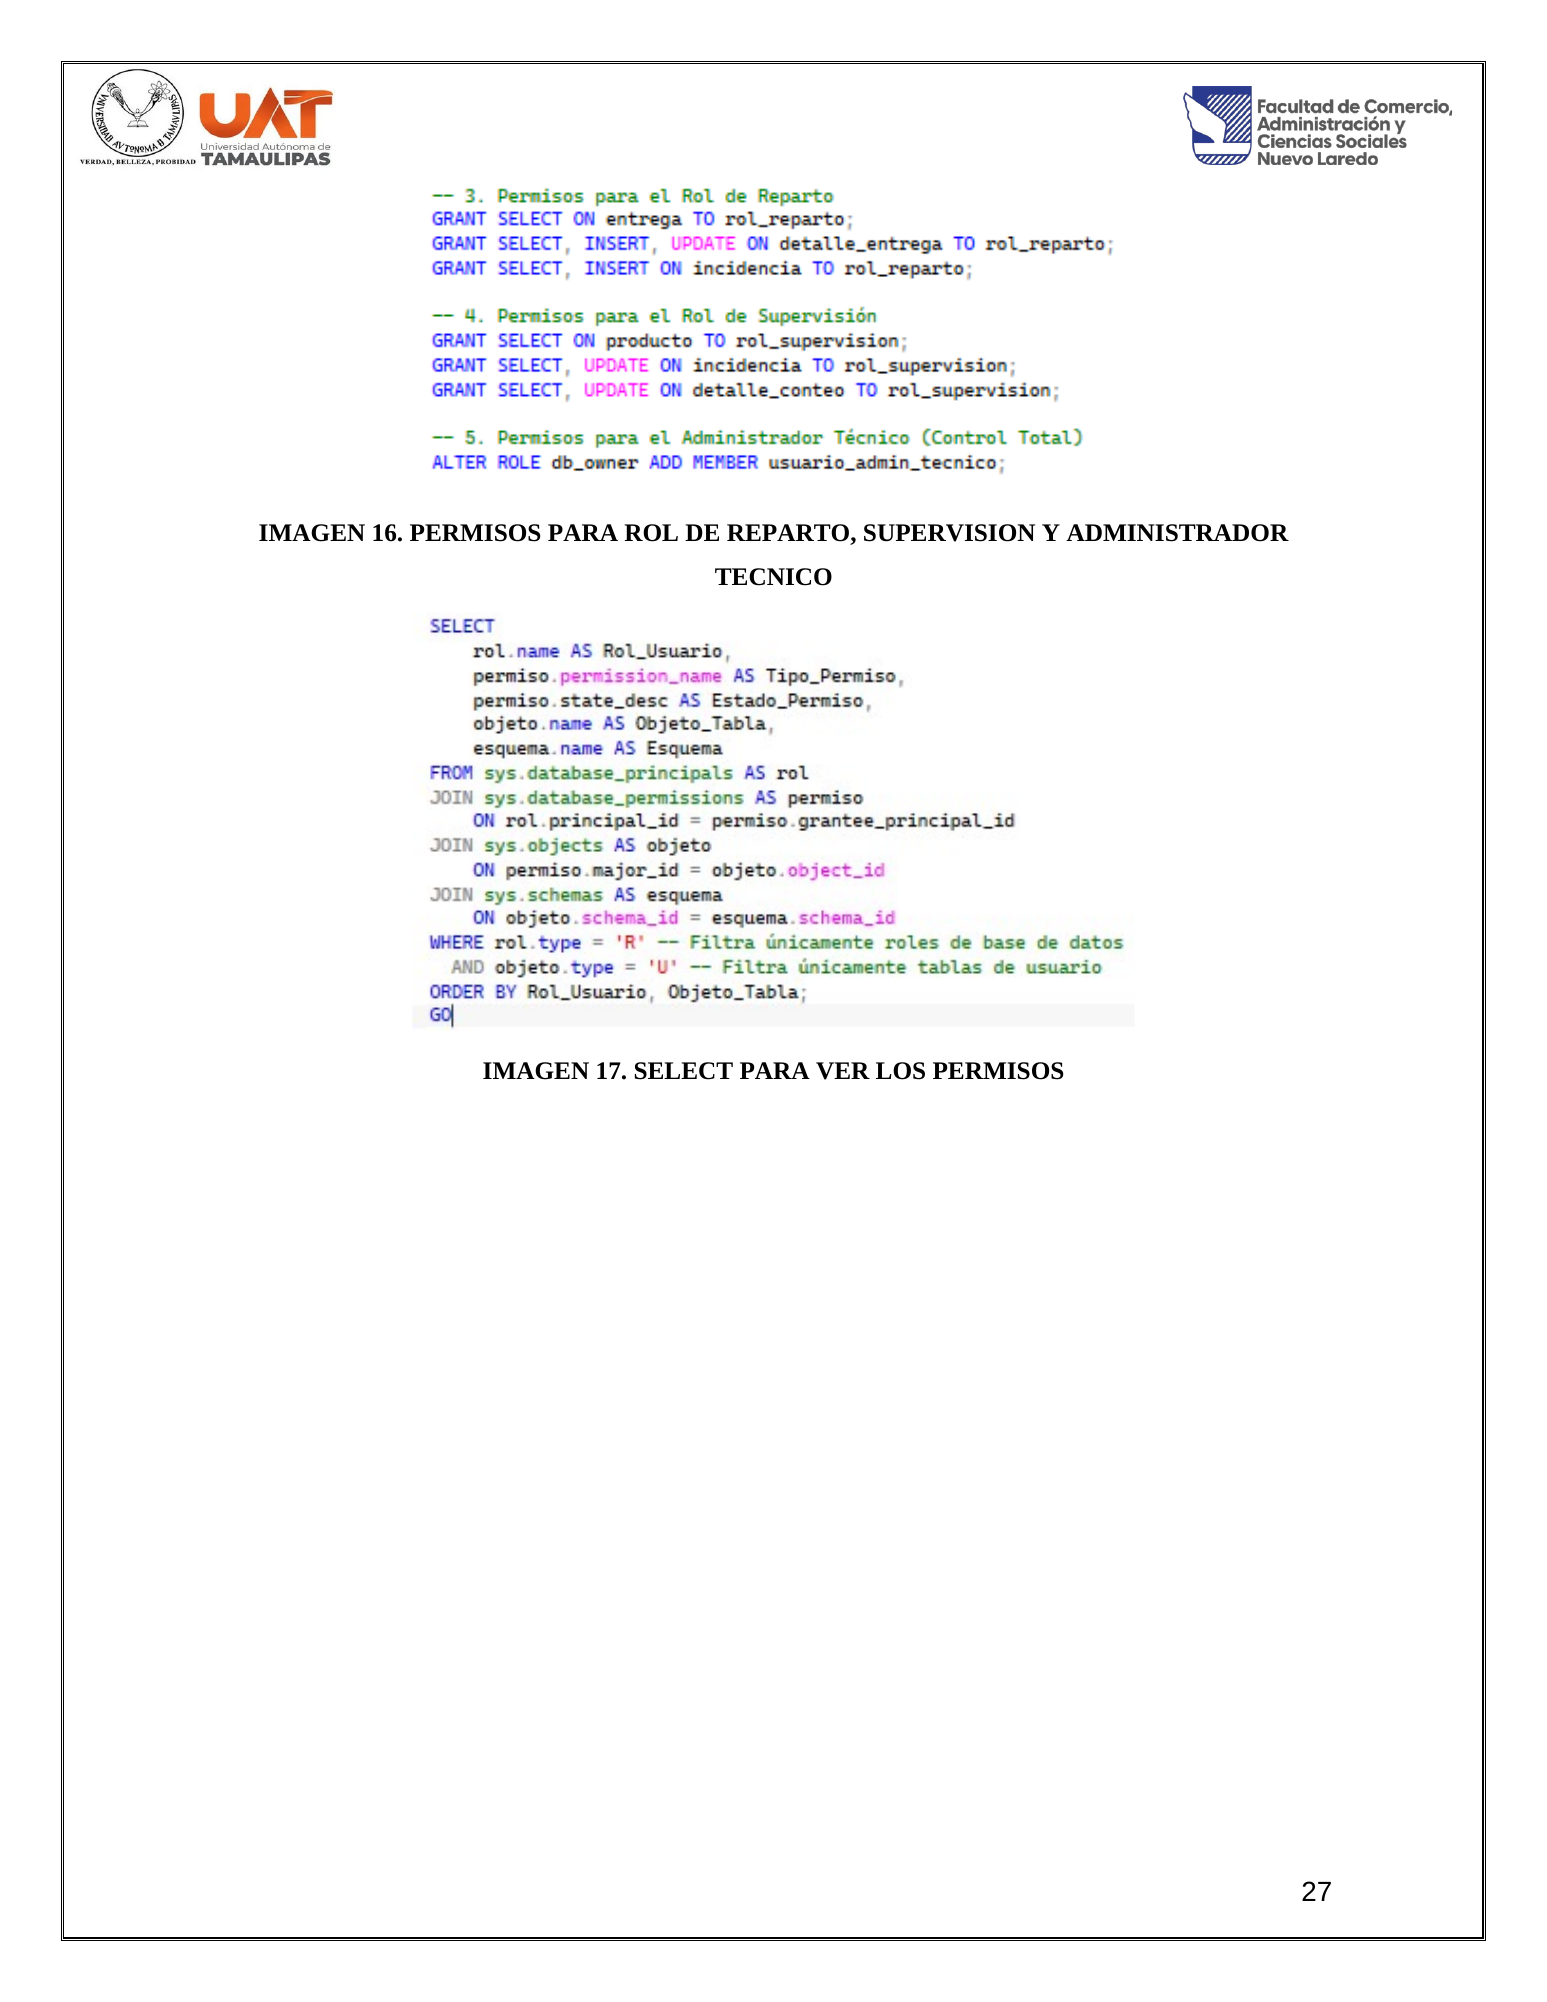 UNIVERSIDAD AVTONOMA D TAMAVLIPAS
VERDAD, BELLEZA, PROBIDAD
UAT
Universidad Autónoma de
TAMAULIPAS
Facultad de Comercio,
Administración y
Ciencias Sociales
Nuevo Laredo
-- 3. Permisos para el Rol de Reparto
GRANT SELECT ON entrega TO rol_reparto;
GRANT SELECT, INSERT, UPDATE ON detalle_entrega TO rol_reparto;
GRANT SELECT, INSERT ON incidencia TO rol_reparto;
-- 4. Permisos para el Rol de Supervisión
GRANT SELECT ON producto TO rol_supervision;
GRANT SELECT, UPDATE ON incidencia TO rol_supervision;
GRANT SELECT, UPDATE ON detalle_conteo TO rol_supervision;
-- 5. Permisos para el Administrador Técnico (Control Total)
ALTER ROLE db_owner ADD MEMBER usuario_admin_tecnico;
IMAGEN 16. PERMISOS PARA ROL DE REPARTO, SUPERVISION Y ADMINISTRADOR
TECNICO
SELECT
    rol.name AS Rol_Usuario,
    permiso.permission_name AS Tipo_Permiso,
    permiso.state_desc AS Estado_Permiso,
    objeto.name AS Objeto_Tabla,
    esquema.name AS Esquema
FROM sys.database_principals AS rol
JOIN sys.database_permissions AS permiso
    ON rol.principal_id = permiso.grantee_principal_id
JOIN sys.objects AS objeto
    ON permiso.major_id = objeto.object_id
JOIN sys.schemas AS esquema
    ON objeto.schema_id = esquema.schema_id
WHERE rol.type = 'R' -- Filtra únicamente roles de base de datos
  AND objeto.type = 'U' -- Filtra únicamente tablas de usuario
ORDER BY Rol_Usuario, Objeto_Tabla;
GO
IMAGEN 17. SELECT PARA VER LOS PERMISOS
27